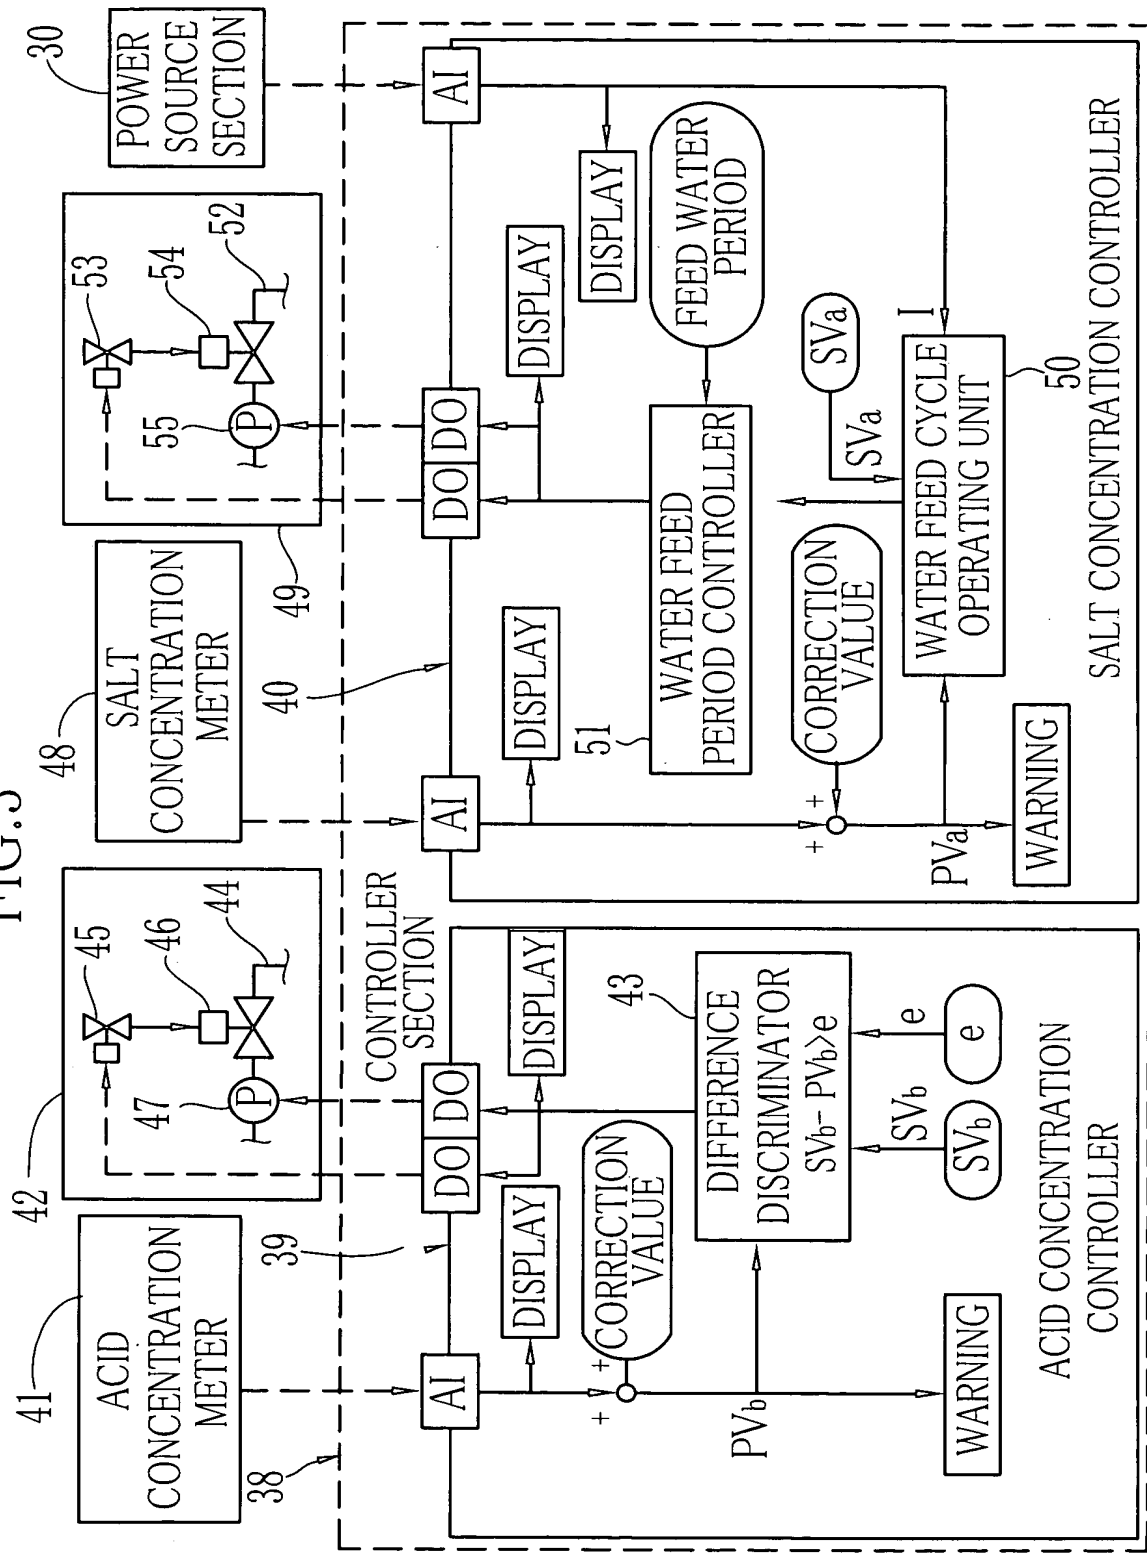 FIG.3
41
ACID
CONCENTRATION
METER
42
45
46
44
47
P
48
SALT
CONCENTRATION
METER
49
53
54
52
55
P
30
POWER
SOURCE
SECTION
38
39
40
CONTROLLER
SECTION
AI
DO
DO
DISPLAY
DISPLAY
CORRECTION
VALUE
+
+
PVb
43
DIFFERENCE
DISCRIMINATOR
SVb- PVb>e
SVb
e
SVb
e
WARNING
ACID CONCENTRATION
CONTROLLER
AI
DO
DO
AI
DISPLAY
DISPLAY
DISPLAY
51
WATER FEED
PERIOD CONTROLLER
FEED WATER
PERIOD
CORRECTION
VALUE
+
+
SVa
SVa
I
PVa
WATER FEED CYCLE
OPERATING UNIT
50
WARNING
SALT CONCENTRATION CONTROLLER